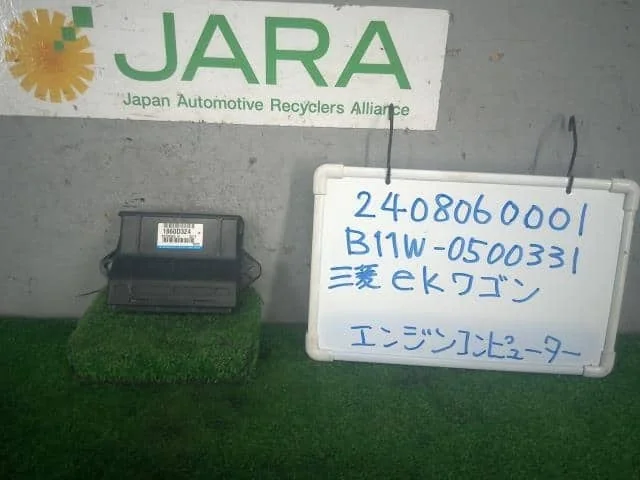 JARA
Japan Automotive Recyclers Alliance
1860D324
2408060001
B11W-0500331
三菱 ekワゴン
エンジンコンピューター